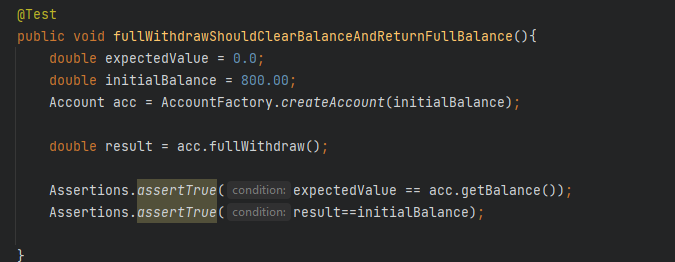 @Test
public void fullWithdrawShouldClearBalanceAndReturnFullBalance(){
double expectedValue = 0.0;
double initialBalance = 800.00;
Account acc = AccountFactory.createAccount(initialBalance);
double result = acc.fullWithdraw();
Assertions.assertTrue( condition: expectedValue == acc.getBalance());
Assertions.assertTrue( condition: result==initialBalance);
}